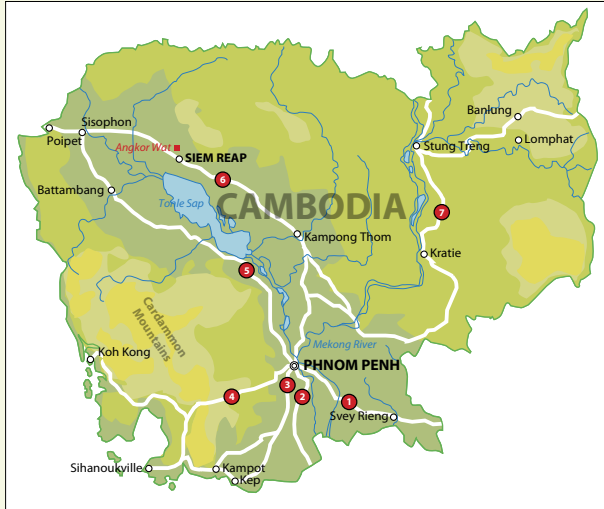 Banlung
Sisophon
Poipet
Angkor Wat
SIEM REAP
Stung Treng
Lomphat
6
Battambang
Tonle Sap
CAMBODIA
7
Kampong Thom
Kratie
5
Cardammon
Mountains
Mekong River
Koh Kong
PHNOM PENH
3
4
2
1
Svey Rieng
Sihanoukville
Kampot
Kep